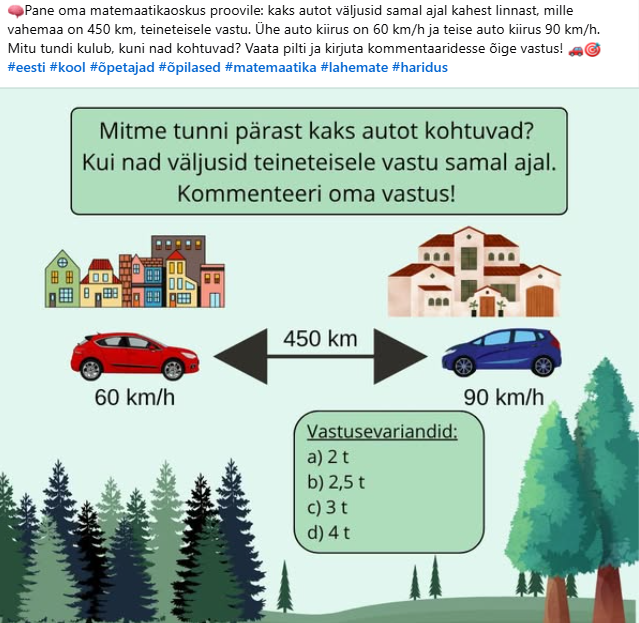 🧠Pane oma matemaatikaoskus proovile: kaks autot väljusid samal ajal kahest linnast, mille
vahemaa on 450 km, teineteisele vastu. Ühe auto kiirus on 60 km/h ja teise auto kiirus 90 km/h.
Mitu tundi kulub, kuni nad kohtuvad? Vaata pilti ja kirjuta kommentaaridesse õige vastus! 🚗🎯
#eesti #kool #õpetajad #õpilased #matemaatika #lahemate #haridus
Mitme tunni pärast kaks autot kohtuvad?
Kui nad väljusid teineteisele vastu samal ajal.
Kommenteeri oma vastus!
450 km
60 km/h
90 km/h
Vastusevariandid:
a) 2 t
b) 2,5 t
c) 3 t
d) 4 t